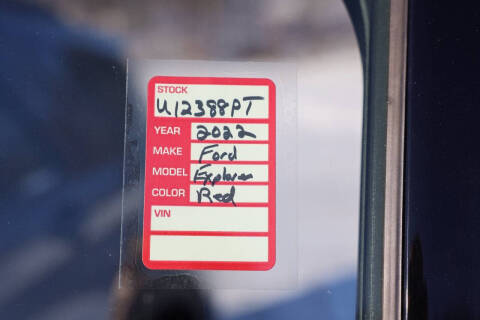 STOCK
U12388PT
YEAR 2022
MAKE Ford
MODEL Explorer
COLOR Red
VIN